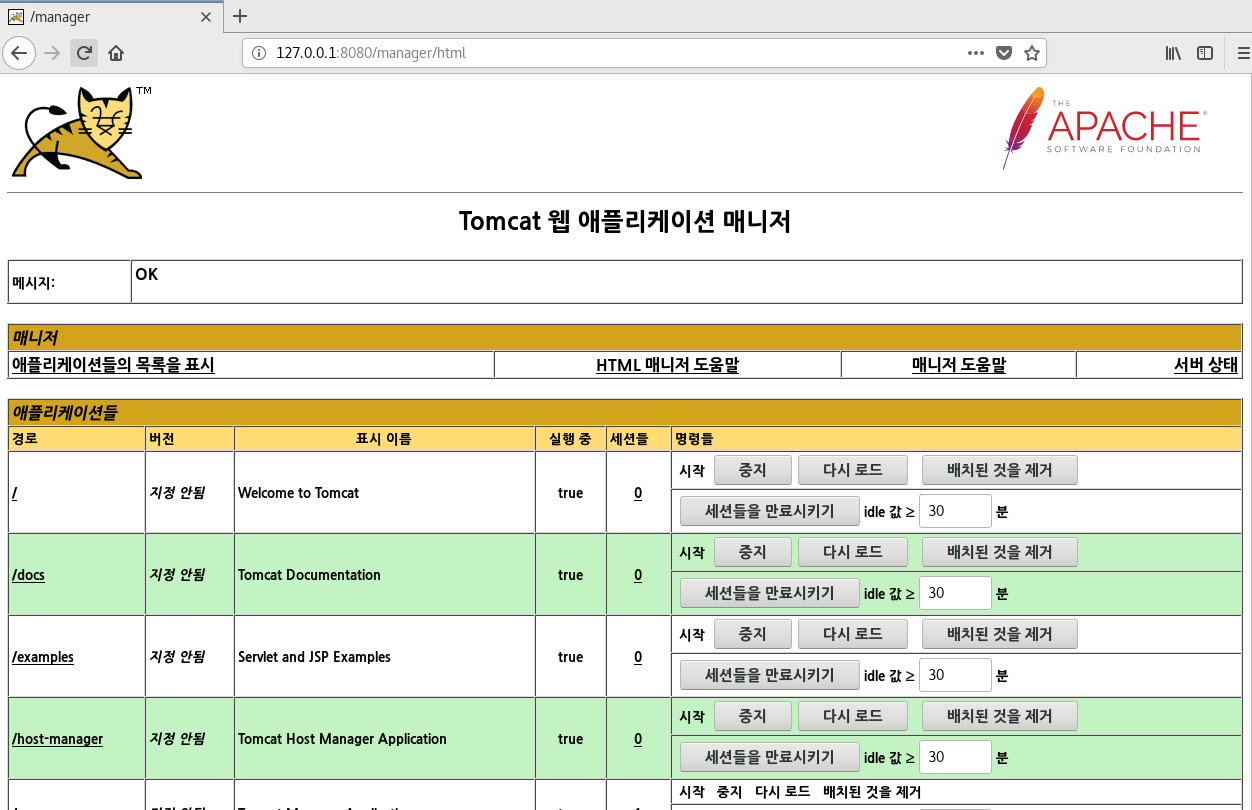 /manager
127.0.0.1:8080/manager/html
TM
THE
APACHE®
SOFTWARE FOUNDATION
Tomcat 웹 애플리케이션 매니저
메시지: OK
매니저
애플리케이션들의 목록을 표시 HTML 매니저 도움말 매니저 도움말 서버 상태
애플리케이션들
경로 버전 표시 이름 실행 중 세션들 명령들
/ 지정 안됨 Welcome to Tomcat true 0
시작 중지 다시 로드 배치된 것을 제거
세션들을 만료시키기 idle 값 ≥ 30 분
/docs 지정 안됨 Tomcat Documentation true 0
시작 중지 다시 로드 배치된 것을 제거
세션들을 만료시키기 idle 값 ≥ 30 분
/examples 지정 안됨 Servlet and JSP Examples true 0
시작 중지 다시 로드 배치된 것을 제거
세션들을 만료시키기 idle 값 ≥ 30 분
/host-manager 지정 안됨 Tomcat Host Manager Application true 0
시작 중지 다시 로드 배치된 것을 제거
세션들을 만료시키기 idle 값 ≥ 30 분
시작 중지 다시 로드 배치된 것을 제거